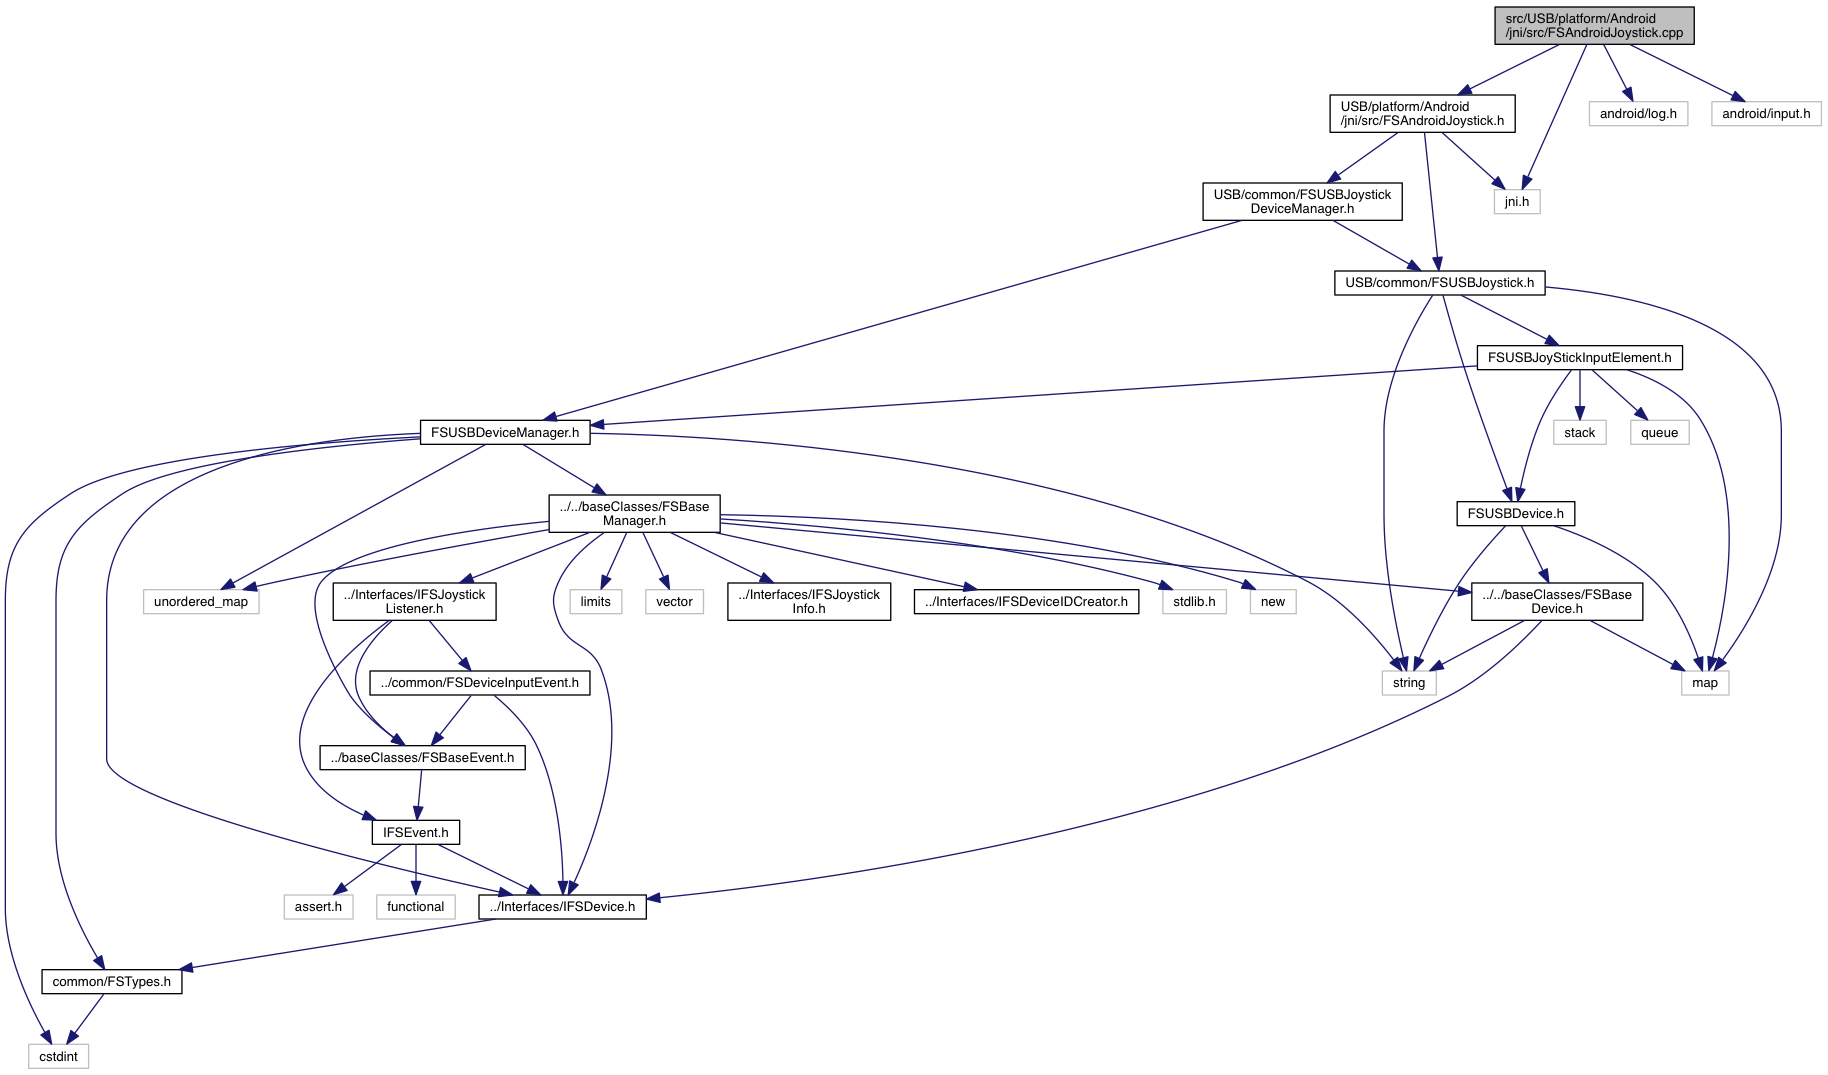 src/USB/platform/Android
/jni/src/FSAndroidJoystick.cpp
USB/platform/Android
/jni/src/FSAndroidJoystick.h
android/log.h
android/input.h
USB/common/FSUSBJoystick
DeviceManager.h
jni.h
USB/common/FSUSBJoystick.h
FSUSBJoyStickInputElement.h
FSUSBDeviceManager.h
stack
queue
../../baseClasses/FSBase
Manager.h
FSUSBDevice.h
unordered_map
../Interfaces/IFSJoystick
Listener.h
limits
vector
../Interfaces/IFSJoystick
Info.h
../Interfaces/IFSDeviceIDCreator.h
stdlib.h
new
../../baseClasses/FSBase
Device.h
../common/FSDeviceInputEvent.h
string
map
../baseClasses/FSBaseEvent.h
IFSEvent.h
assert.h
functional
../Interfaces/IFSDevice.h
common/FSTypes.h
cstdint